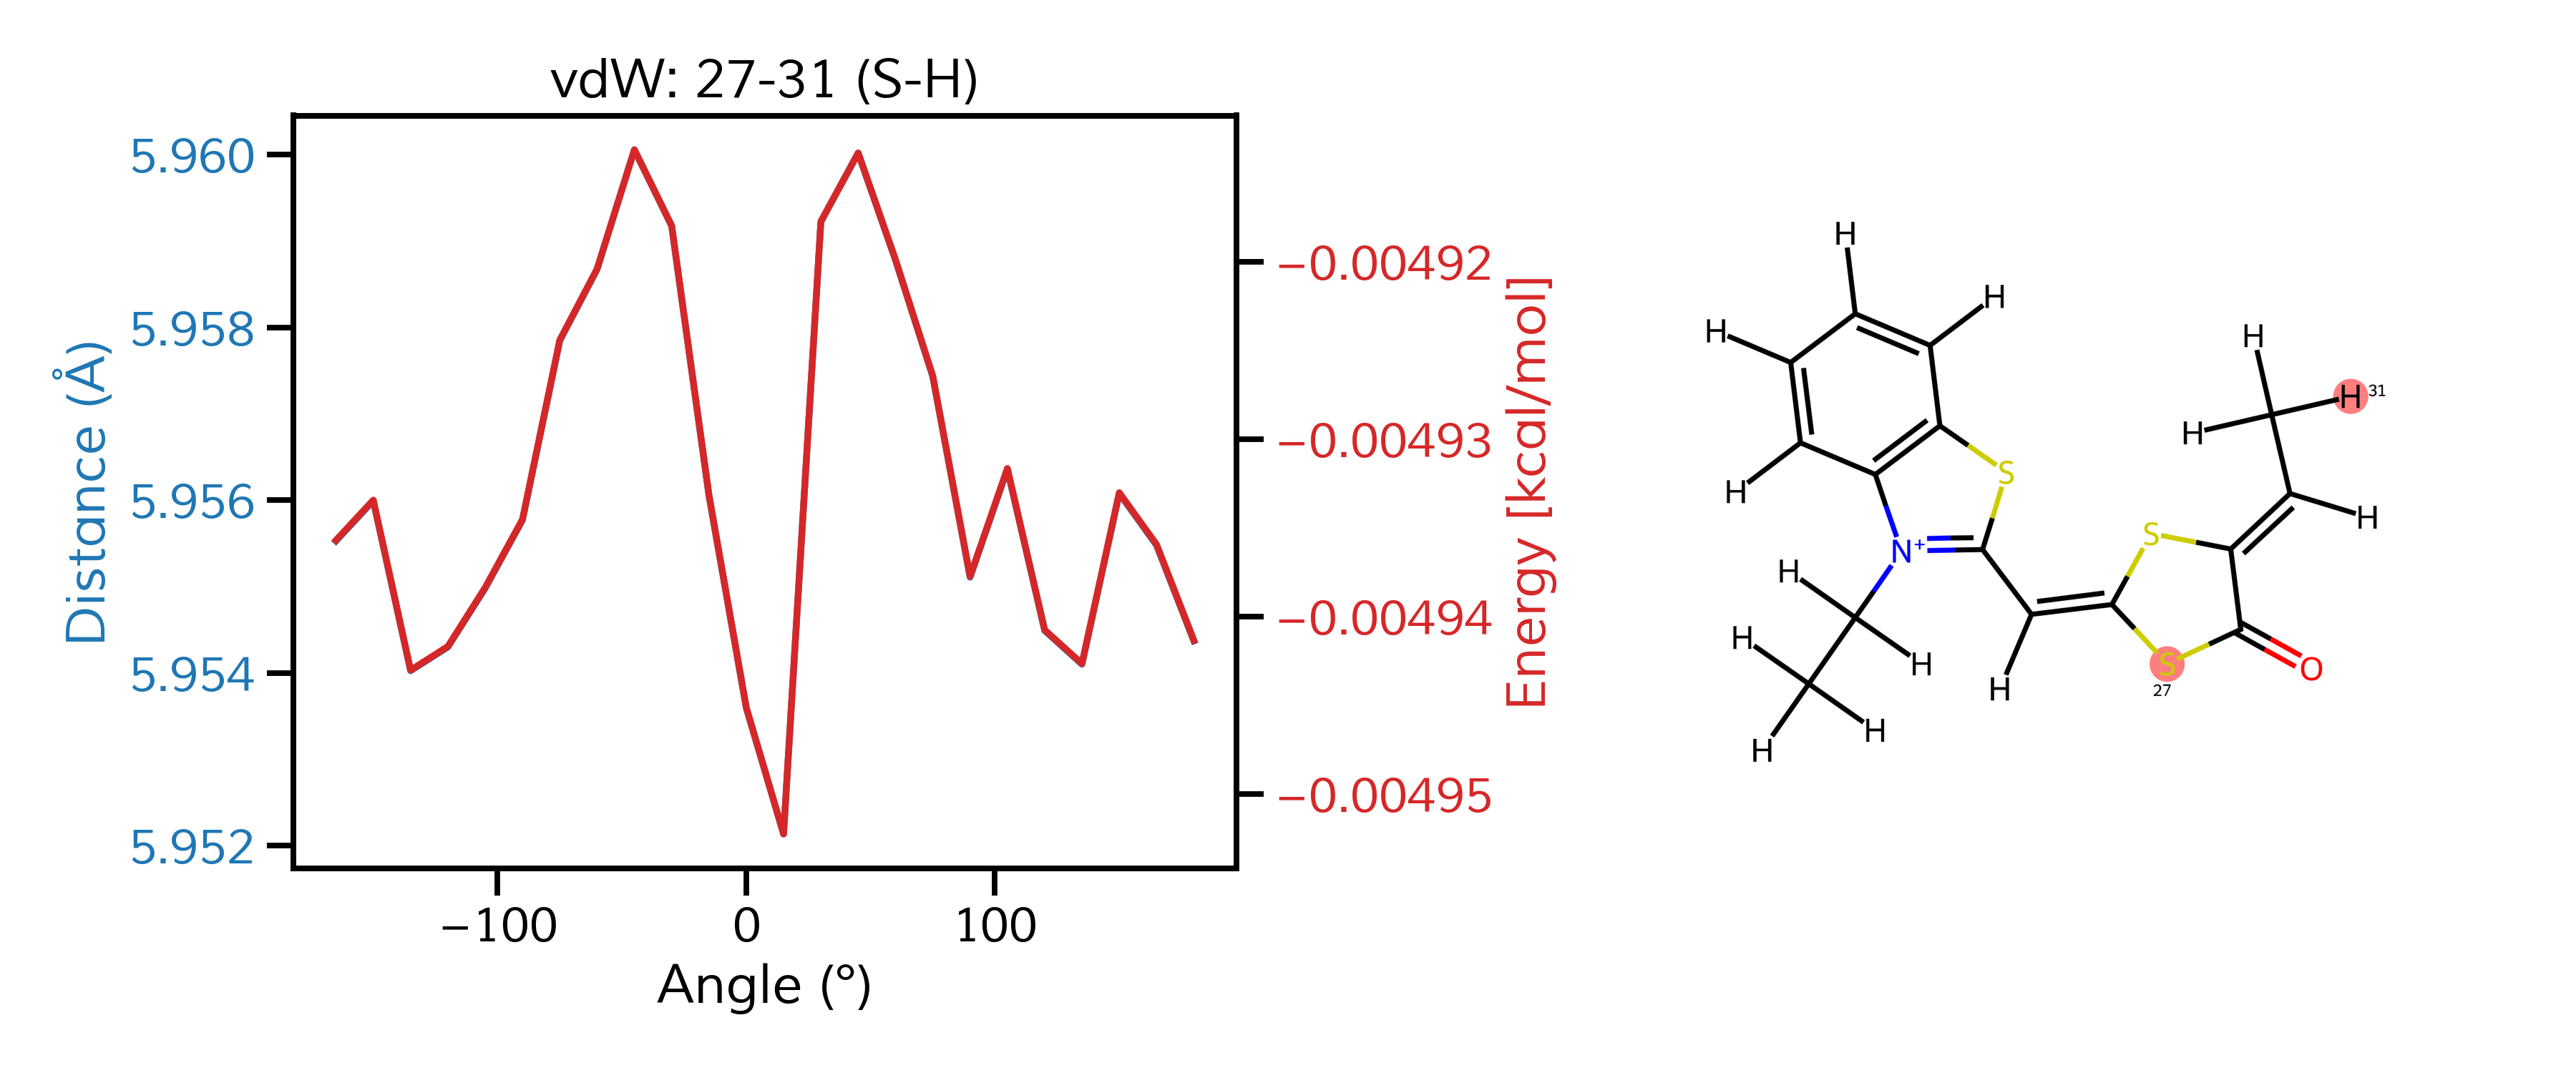 vdW: 27-31 (S-H)
Distance (Å)
5.960
5.958
5.956
5.954
5.952
−100
0
100
Angle (°)
−0.00492
−0.00493
−0.00494
−0.00495
Energy [kcal/mol]
H
H
H
H
H
H 31
H
S
H
H
S
N+
H
H
S
27
O
H
H
H
H
H